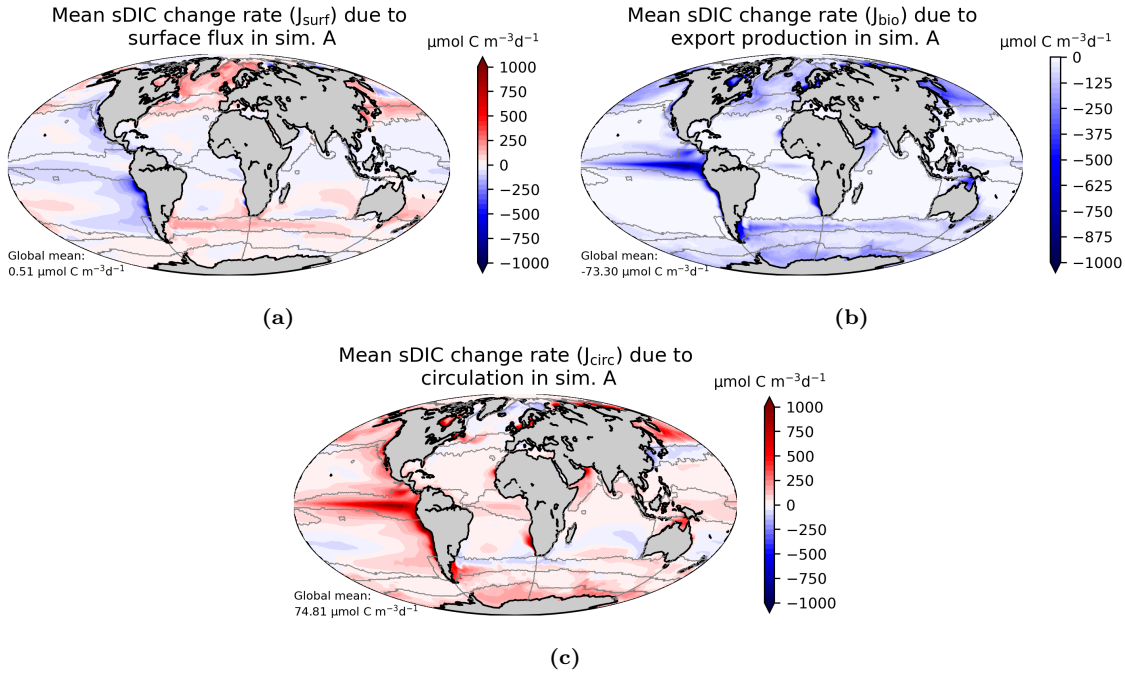 Mean sDIC change rate (J_surf) due to
surface flux in sim. A
μmol C m⁻³d⁻¹
1000
750
500
250
0
−250
−500
−750
−1000
Global mean:
0.51 μmol C m⁻³d⁻¹
(a)
Mean sDIC change rate (J_bio) due to
export production in sim. A
μmol C m⁻³d⁻¹
0
−125
−250
−375
−500
−625
−750
−875
−1000
Global mean:
-73.30 μmol C m⁻³d⁻¹
(b)
Mean sDIC change rate (J_circ) due to
circulation in sim. A
μmol C m⁻³d⁻¹
1000
750
500
250
0
−250
−500
−750
−1000
Global mean:
74.81 μmol C m⁻³d⁻¹
(c)